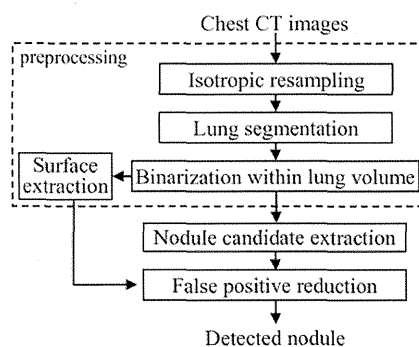 Chest CT images
preprocessing
Isotropic resampling
Lung segmentation
Surface
extraction
Binarization within lung volume
Nodule candidate extraction
False positive reduction
Detected nodule